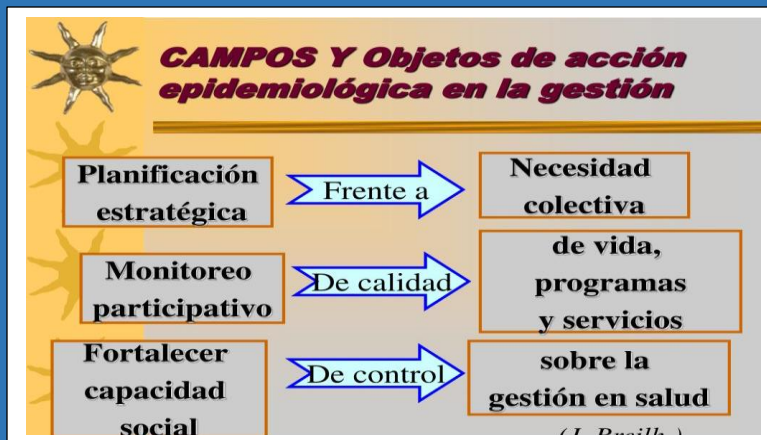 CAMPOS Y Objetos de acción
epidemiológica en la gestión
Planificación
estratégica
Frente a
Necesidad
colectiva
Monitoreo
participativo
De calidad
de vida,
programas
y servicios
Fortalecer
capacidad
social
De control
sobre la
gestión en salud
(J. Breilh )